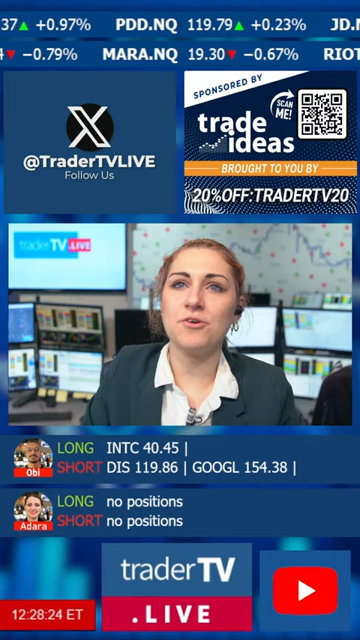 37▲ +0.97% PDD.NQ 119.79▲ +0.23% JD.N
▼ −0.79% MARA.NQ 19.30▼ −0.67% RIOT
@TraderTVLIVE
Follow Us
SPONSORED BY
SCAN ME!
trade ideas
BROUGHT TO YOU BY
20%OFF:TRADERTV20
traderTV.LIVE
LONG INTC 40.45 |
SHORT DIS 119.86 | GOOGL 154.38 |
Obi
LONG no positions
SHORT no positions
Adara
12:28:24 ET
traderTV
.LIVE